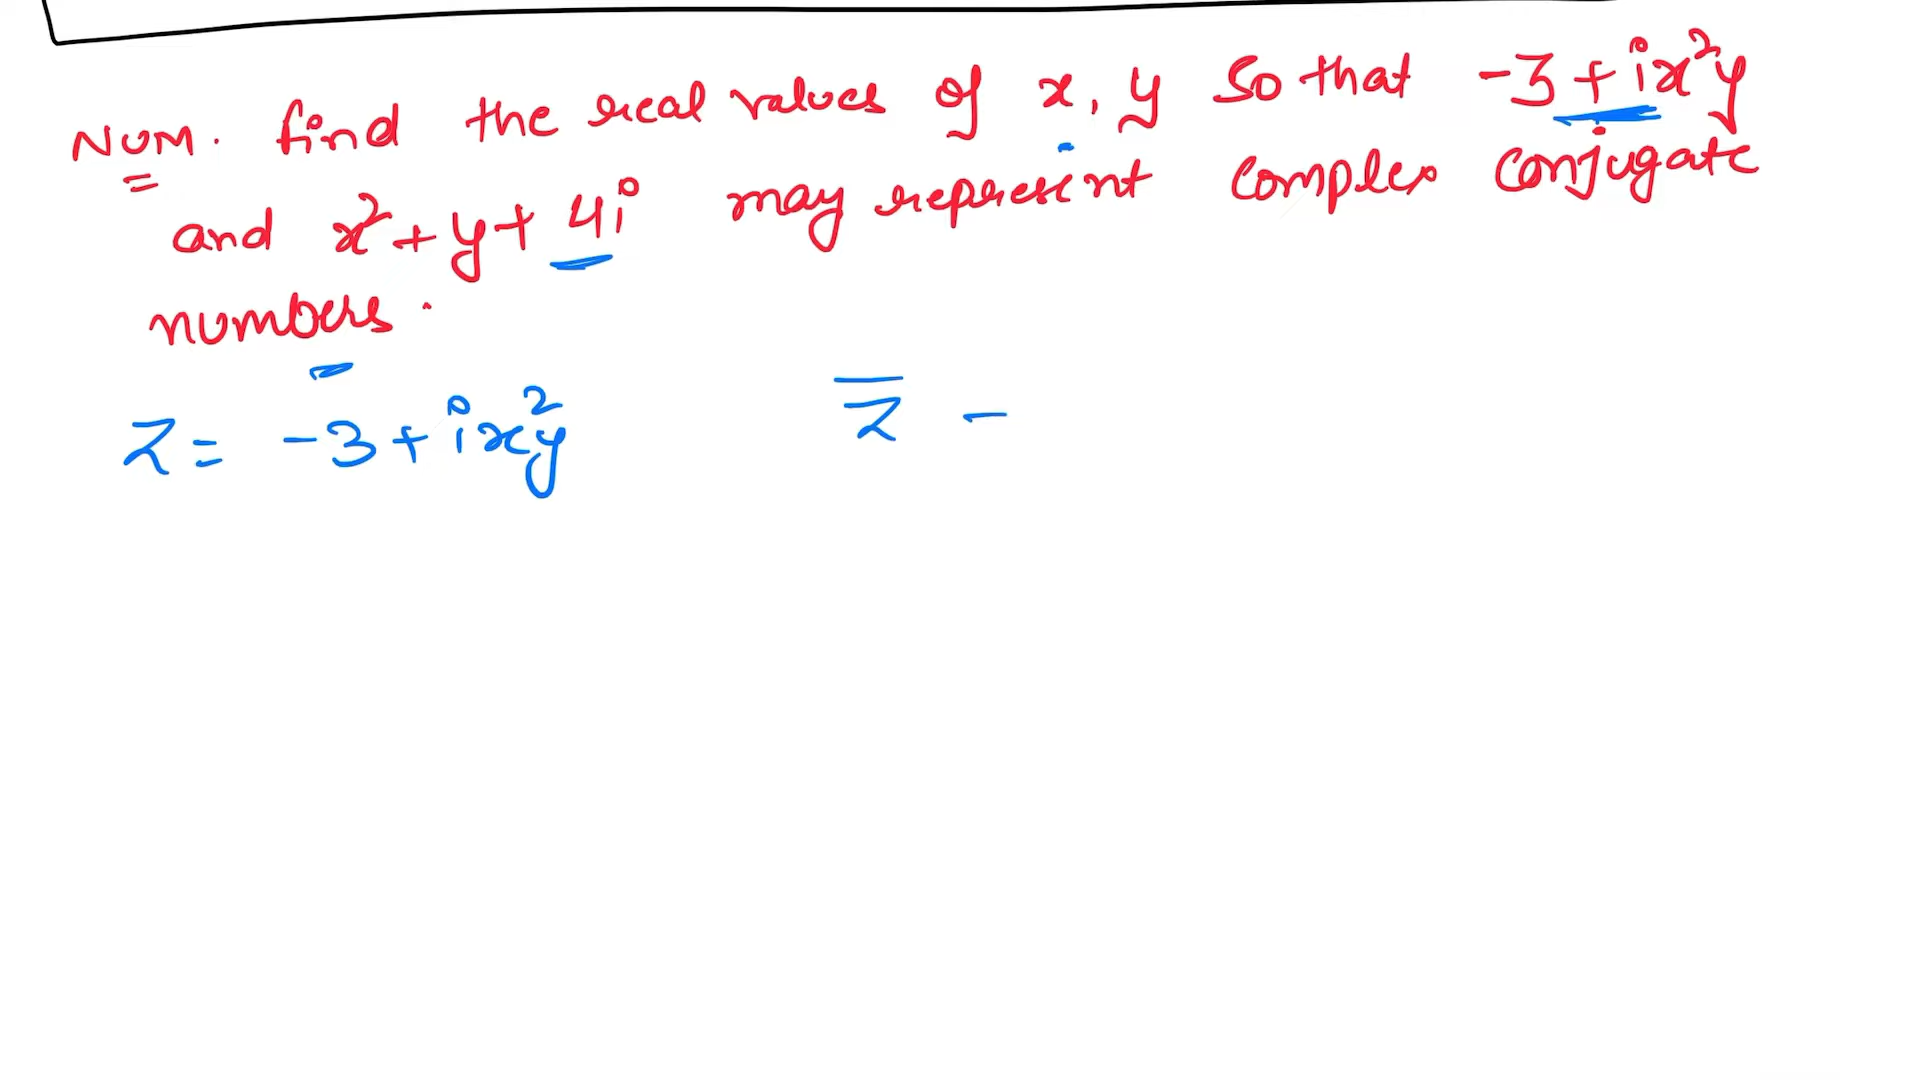 NUM. find the real values of x, y so that -3 + ix²y
and x² + y + 4i may represent complex conjugate
numbers.
z = -3 + ix²y z̅ -